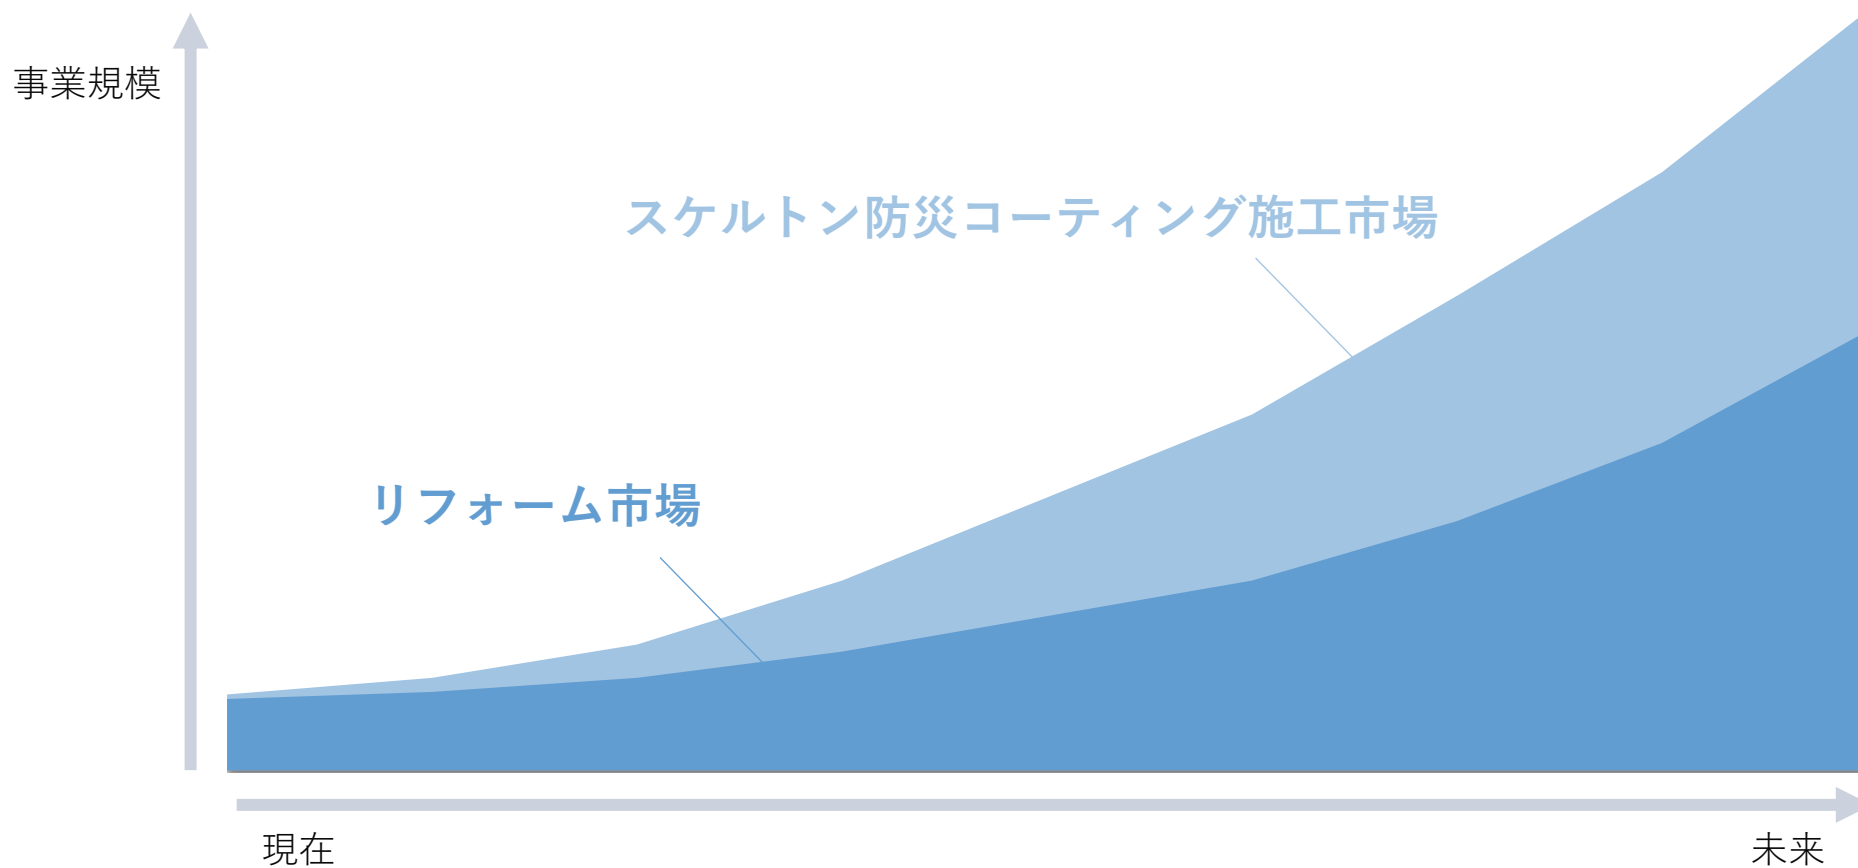 事業規模
スケルトン防災コーティング施工市場
リフォーム市場
現在
未来